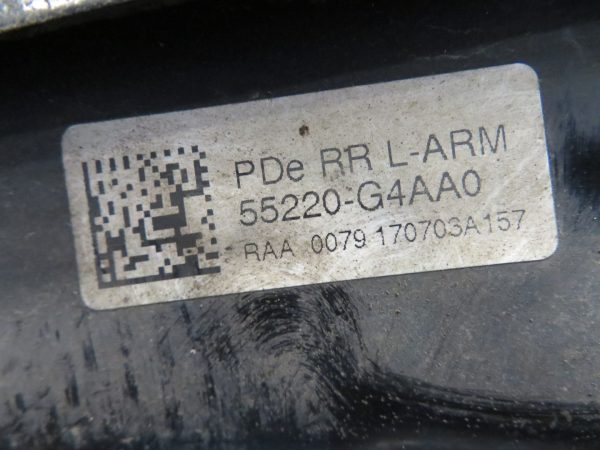 PDe RR L-ARM
55220-G4AA0
RAA 0079 170703A157